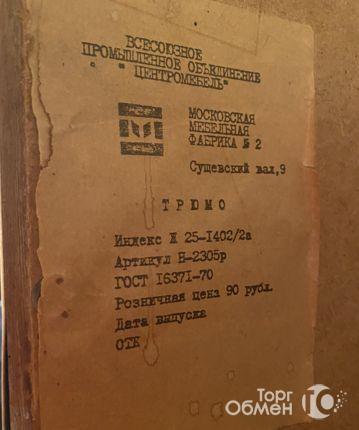 ВСЕСОЮЗНОЕ
ПРОМЫШЛЕННОЕ ОБЪЕДИНЕНИЕ
"ЦЕНТРОМЕБЕЛЬ"
МОСКОВСКАЯ
МЕБЕЛЬНАЯ
ФАБРИКА № 2
Сущевский вал,9
ТРЮМО
Индекс Ж 25-1402/2а
Артикул Н-2305р
ГОСТ 16371-70
Розничная цена 90 рубл.
Дата выпуска
ОТК
Торг
Обмен